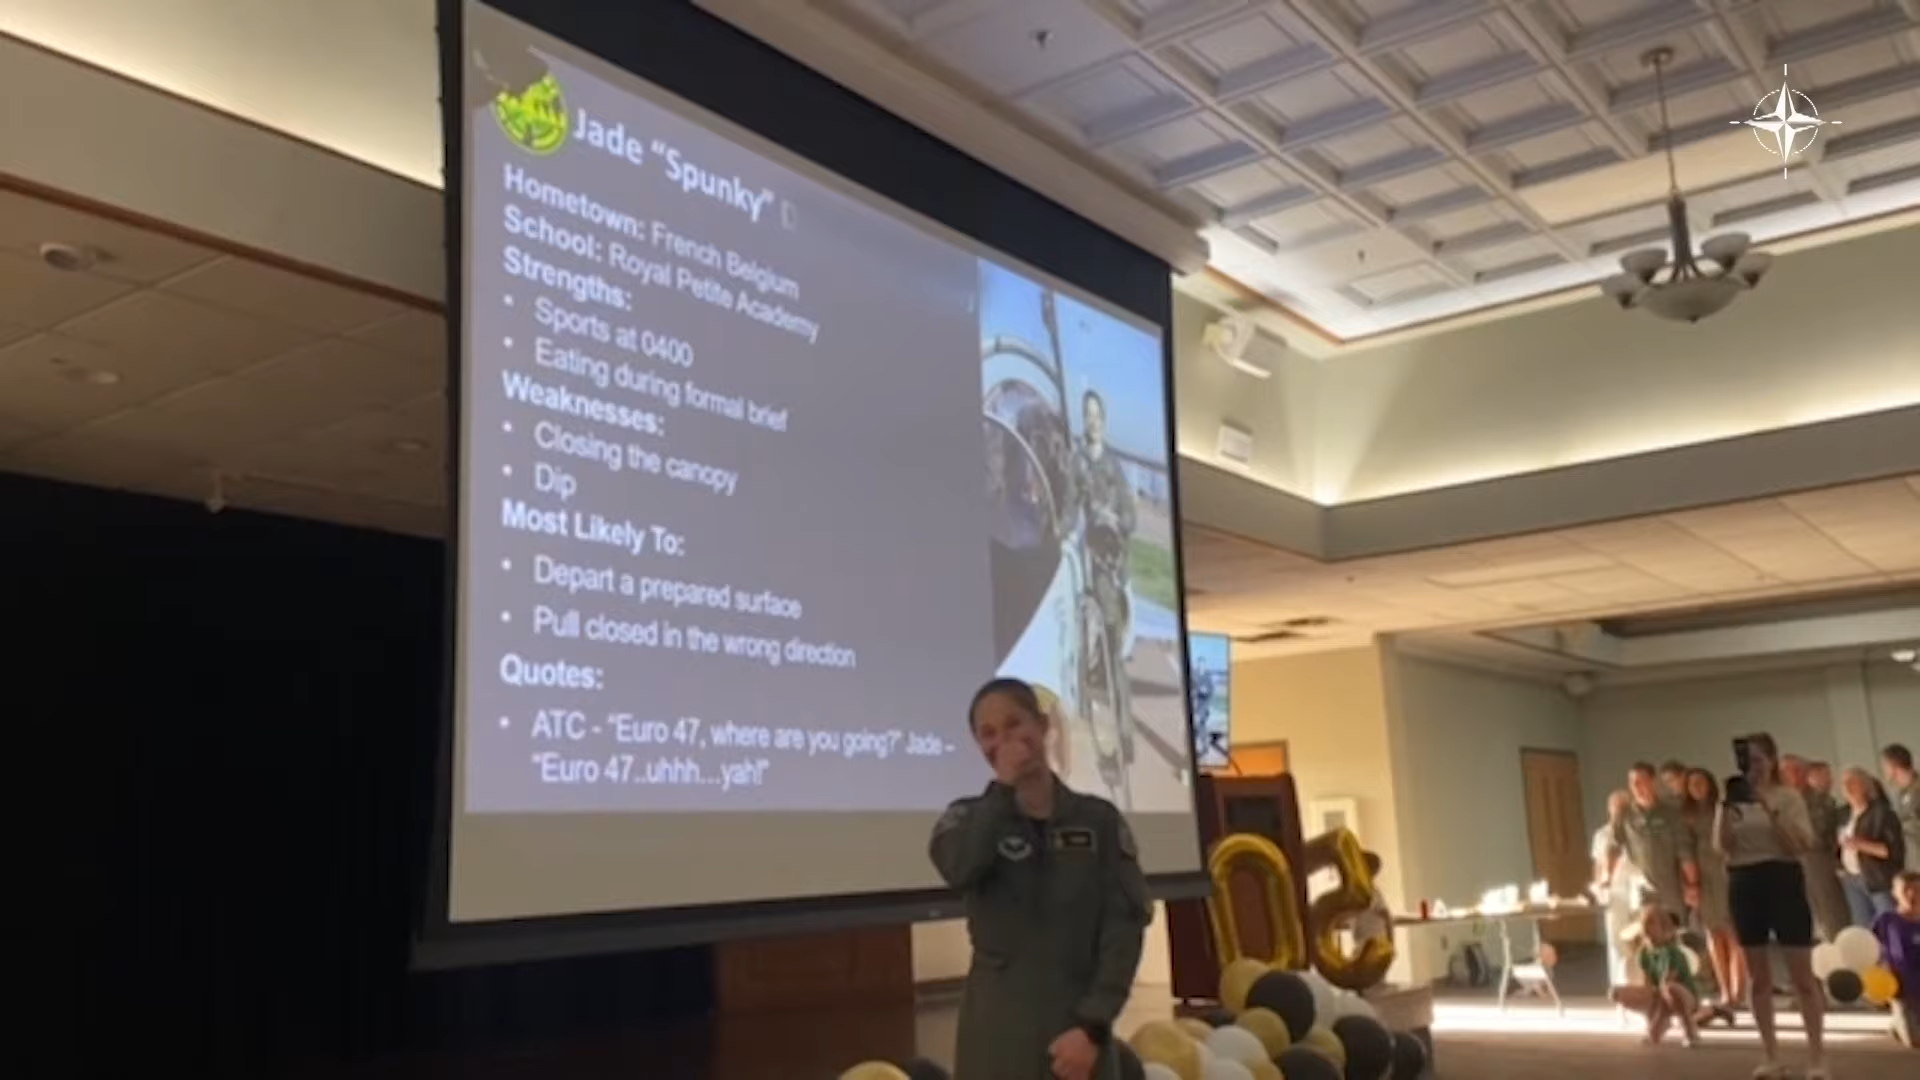 Jade “Spunky” D
Hometown: French Belgium
School: Royal Petite Academy
Strengths:
• Sports at 0400
• Eating during formal brief
Weaknesses:
• Closing the canopy
• Dip
Most Likely To:
• Depart a prepared surface
• Pull closed in the wrong direction
Quotes:
• ATC - “Euro 47, where are you going?” Jade –
“Euro 47..uhhh...yah!”